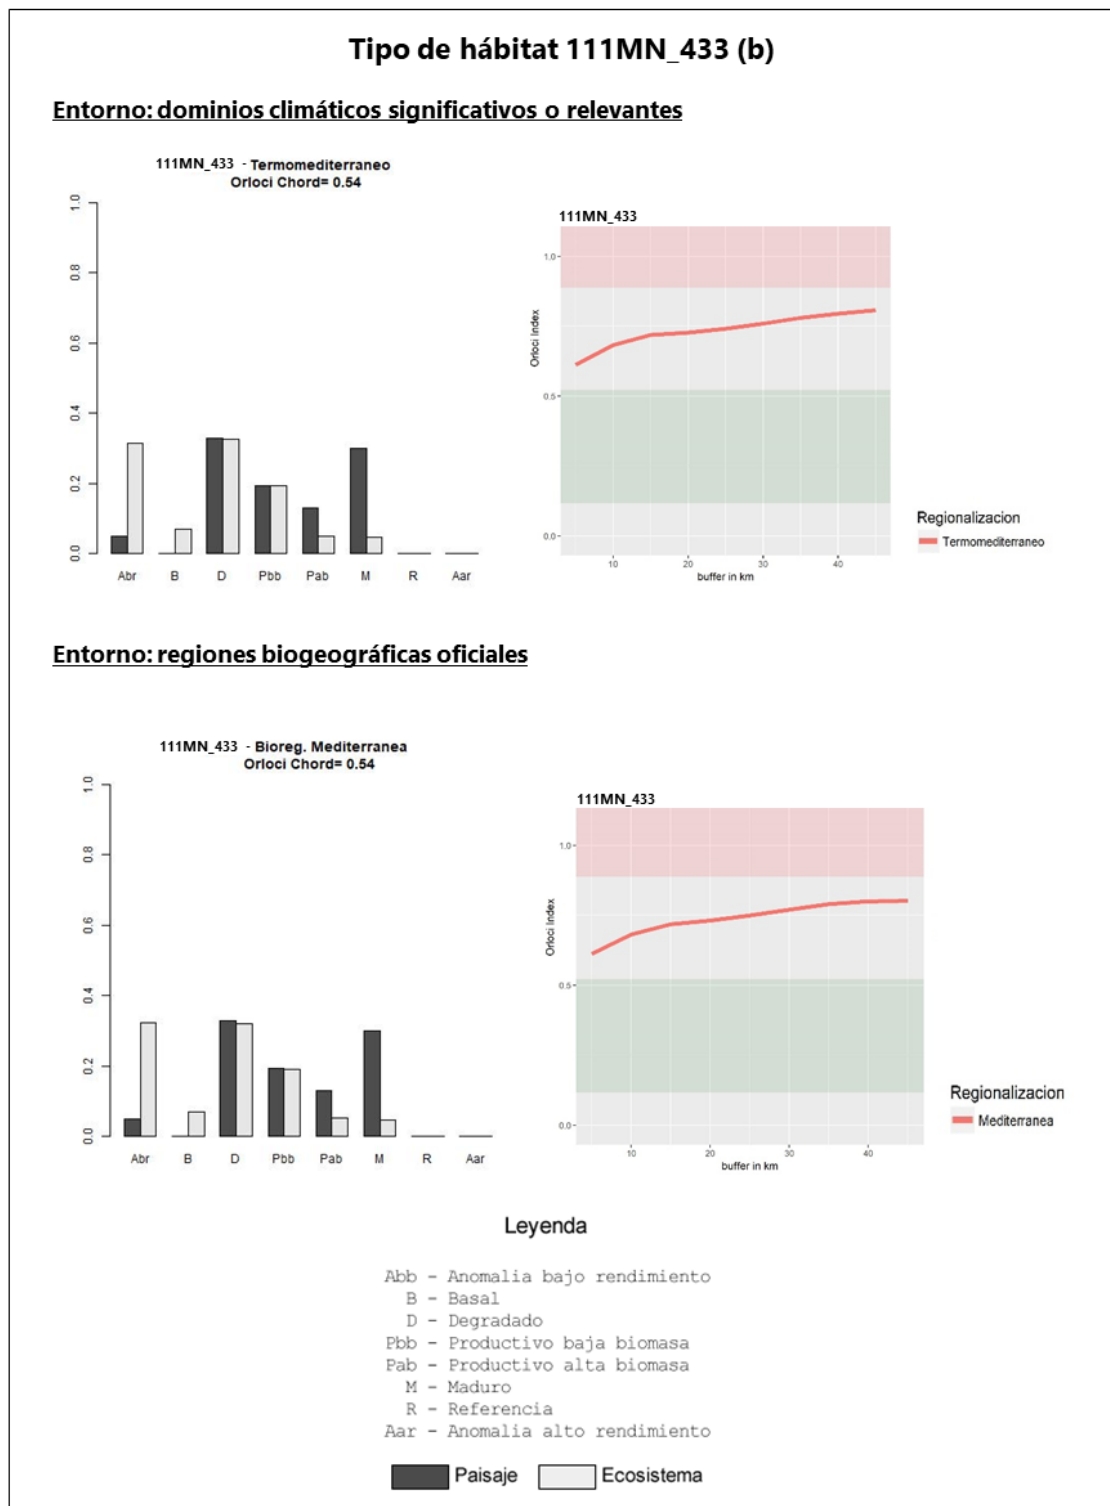 Tipo de hábitat 111MN_433 (b)
Entorno: dominios climáticos significativos o relevantes
111MN_433 - Termomediterraneo
Orloci Chord= 0.54
1.0
0.8
0.6
0.4
0.2
0.0
Abr B D Pbb Pab M R Aar
111MN_433
Orloci Index
1.0
0.5
0.0
10 20 30 40
buffer in km
Regionalizacion
Termomediterraneo
Entorno: regiones biogeográficas oficiales
111MN_433 - Bioreg. Mediterranea
Orloci Chord= 0.54
1.0
0.8
0.6
0.4
0.2
0.0
Abr B D Pbb Pab M R Aar
111MN_433
Orloci Index
1.0
0.5
0.0
10 20 30 40
buffer in km
Regionalizacion
Mediterranea
Leyenda
Abb - Anomalia bajo rendimiento
B - Basal
D - Degradado
Pbb - Productivo baja biomasa
Pab - Productivo alta biomasa
M - Maduro
R - Referencia
Aar - Anomalia alto rendimiento
Paisaje Ecosistema